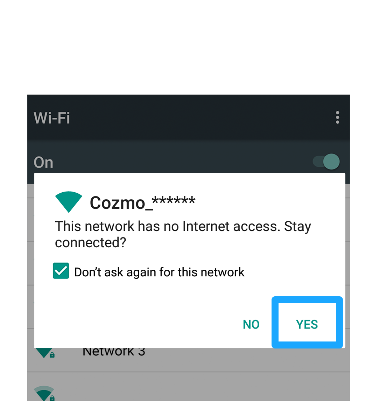 Wi-Fi
On
Cozmo_******
This network has no Internet access. Stay
connected?
Don't ask again for this network
NO
YES
Network 3